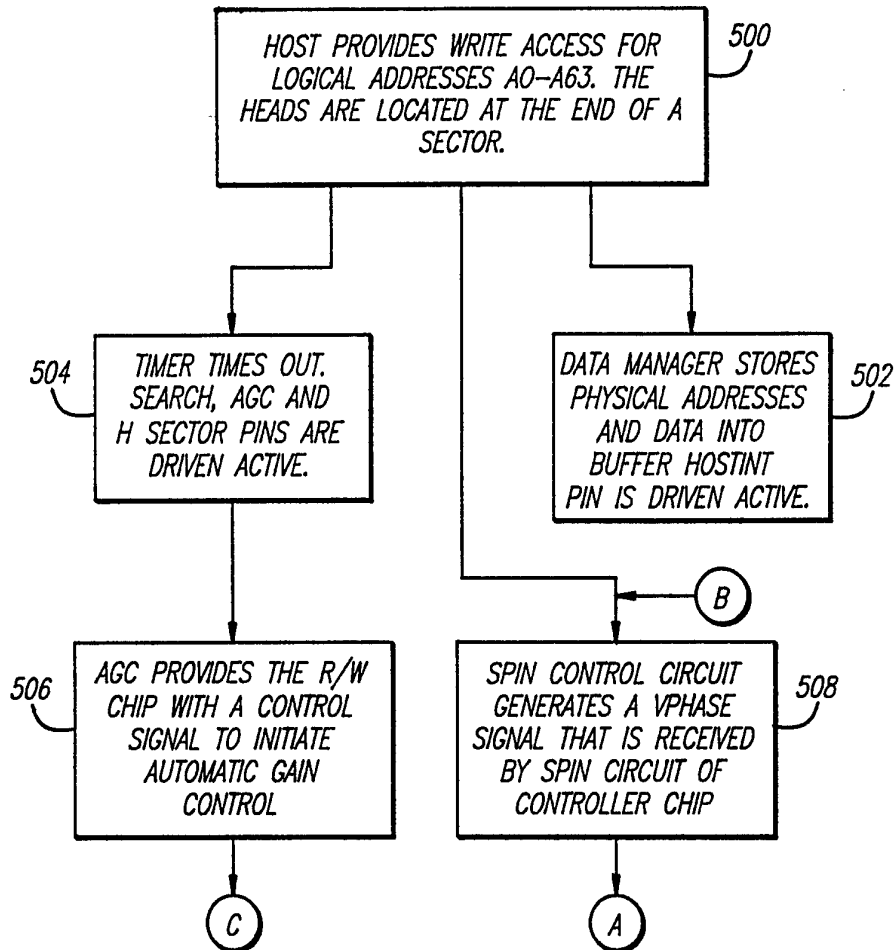 HOST PROVIDES WRITE ACCESS FOR
LOGICAL ADDRESSES A0-A63. THE
HEADS ARE LOCATED AT THE END OF A
SECTOR.
500
504
TIMER TIMES OUT.
SEARCH, AGC AND
H SECTOR PINS ARE
DRIVEN ACTIVE.
DATA MANAGER STORES
PHYSICAL ADDRESSES
AND DATA INTO
BUFFER HOSTINT
PIN IS DRIVEN ACTIVE.
502
B
506
AGC PROVIDES THE R/W
CHIP WITH A CONTROL
SIGNAL TO INITIATE
AUTOMATIC GAIN
CONTROL
SPIN CONTROL CIRCUIT
GENERATES A VPHASE
SIGNAL THAT IS RECEIVED
BY SPIN CIRCUIT OF
CONTROLLER CHIP
508
C
A